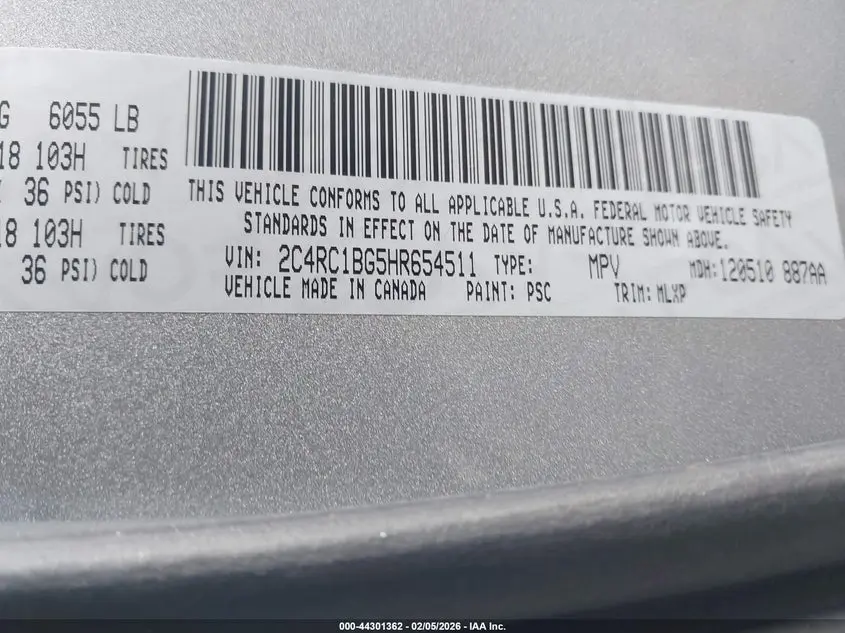 G 6055 LB
18 103H TIRES
36 PSI) COLD
18 103H TIRES
36 PSI) COLD
THIS VEHICLE CONFORMS TO ALL APPLICABLE U.S.A. FEDERAL MOTOR VEHICLE SAFETY
STANDARDS IN EFFECT ON THE DATE OF MANUFACTURE SHOWN ABOVE.
VIN: 2C4RC1BG5HR654511 TYPE: MPV MDH: 120510 887AA
VEHICLE MADE IN CANADA PAINT: PSC TRIM: MLXP
000-44301362 - 02/05/2026 - IAA Inc.